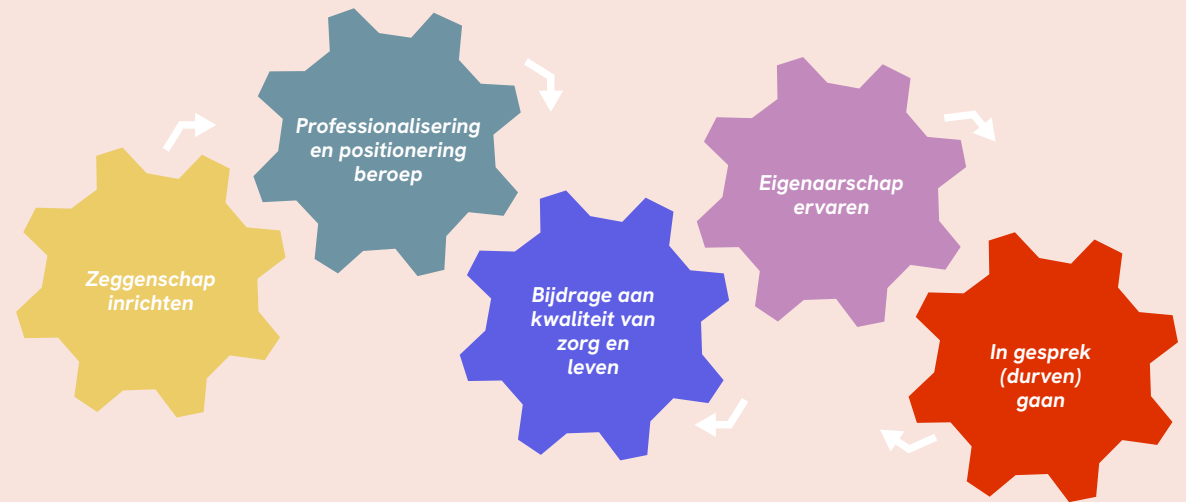 Zeggenschap
inrichten
Professionalisering
en positionering
beroep
Bijdrage aan
kwaliteit van
zorg en
leven
Eigenaarschap
ervaren
In gesprek
(durven)
gaan